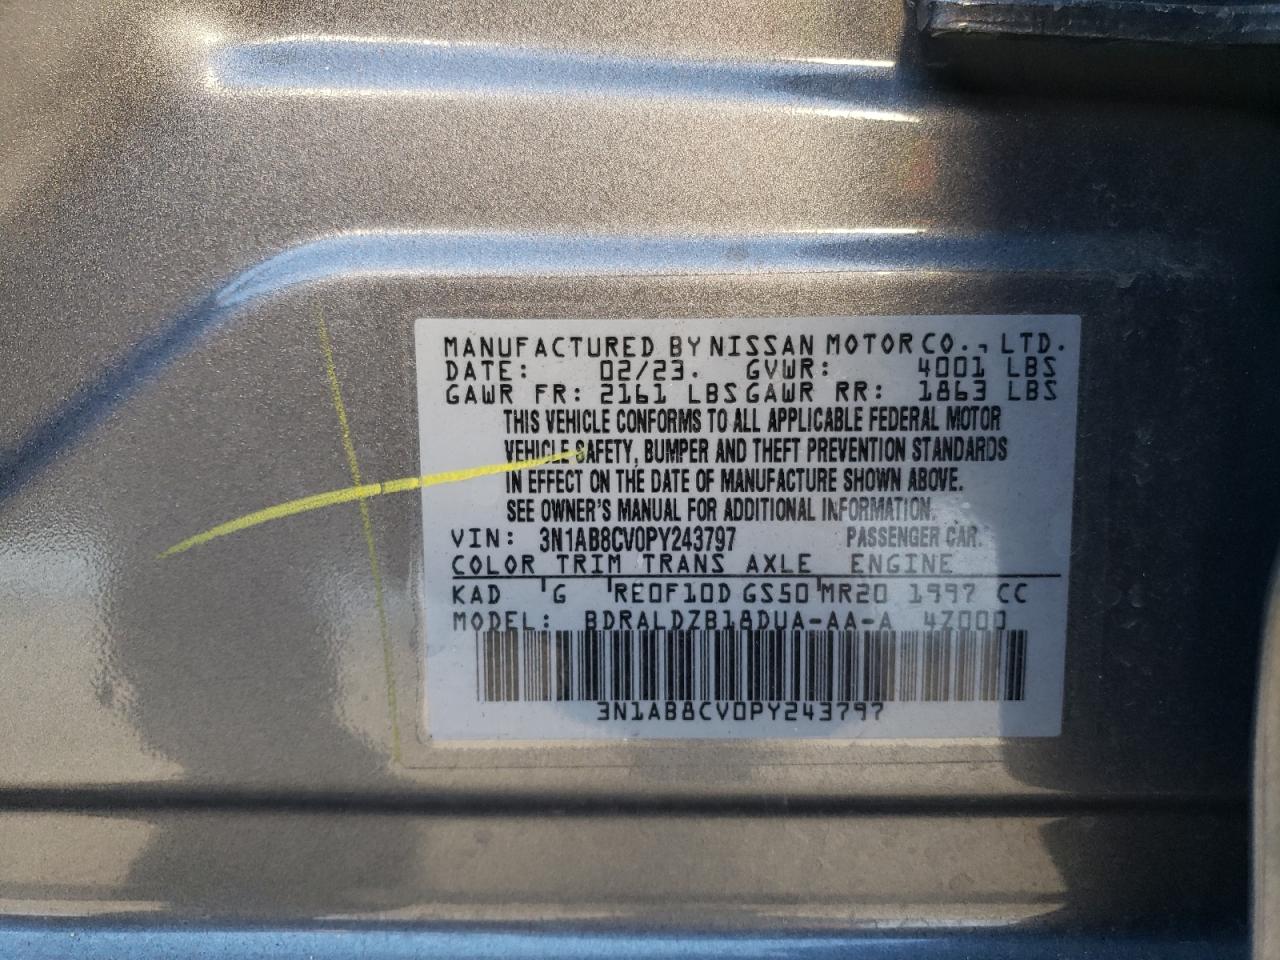 MANUFACTURED BY NISSAN MOTOR CO., LTD.
DATE: 02/23. GVWR: 4001 LBS
GAWR FR: 2161 LBS GAWR RR: 1863 LBS
THIS VEHICLE CONFORMS TO ALL APPLICABLE FEDERAL MOTOR
VEHICLE SAFETY, BUMPER AND THEFT PREVENTION STANDARDS
IN EFFECT ON THE DATE OF MANUFACTURE SHOWN ABOVE.
SEE OWNER'S MANUAL FOR ADDITIONAL INFORMATION.
VIN: 3N1AB8CV0PY243797 PASSENGER CAR.
COLOR TRIM TRANS AXLE ENGINE
KAD G RE0F10D GS50 MR20 1997 CC
MODEL: BDRALDZB18DUA-AA-A 4Z000
3N1AB8CV0PY243797